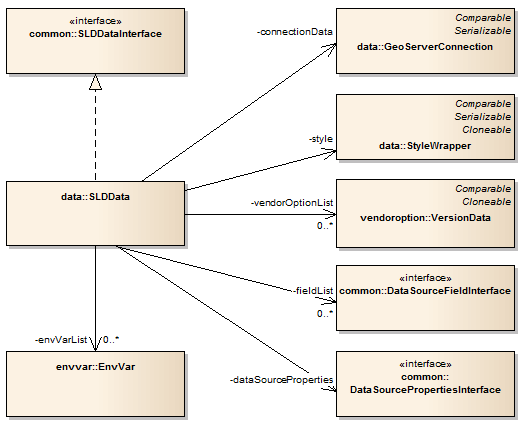 «interface»
common::SLDDataInterface
Comparable
Serializable
-connectionData
data::GeoServerConnection
Comparable
Serializable
Cloneable
-style
data::StyleWrapper
data::SLDData
Comparable
Cloneable
-vendorOptionList
vendoroption::VersionData
0..*
«interface»
-fieldList
common::DataSourceFieldInterface
0..*
-envVarList
0..*
envvar::EnvVar
«interface»
common::
-dataSourceProperties
DataSourcePropertiesInterface